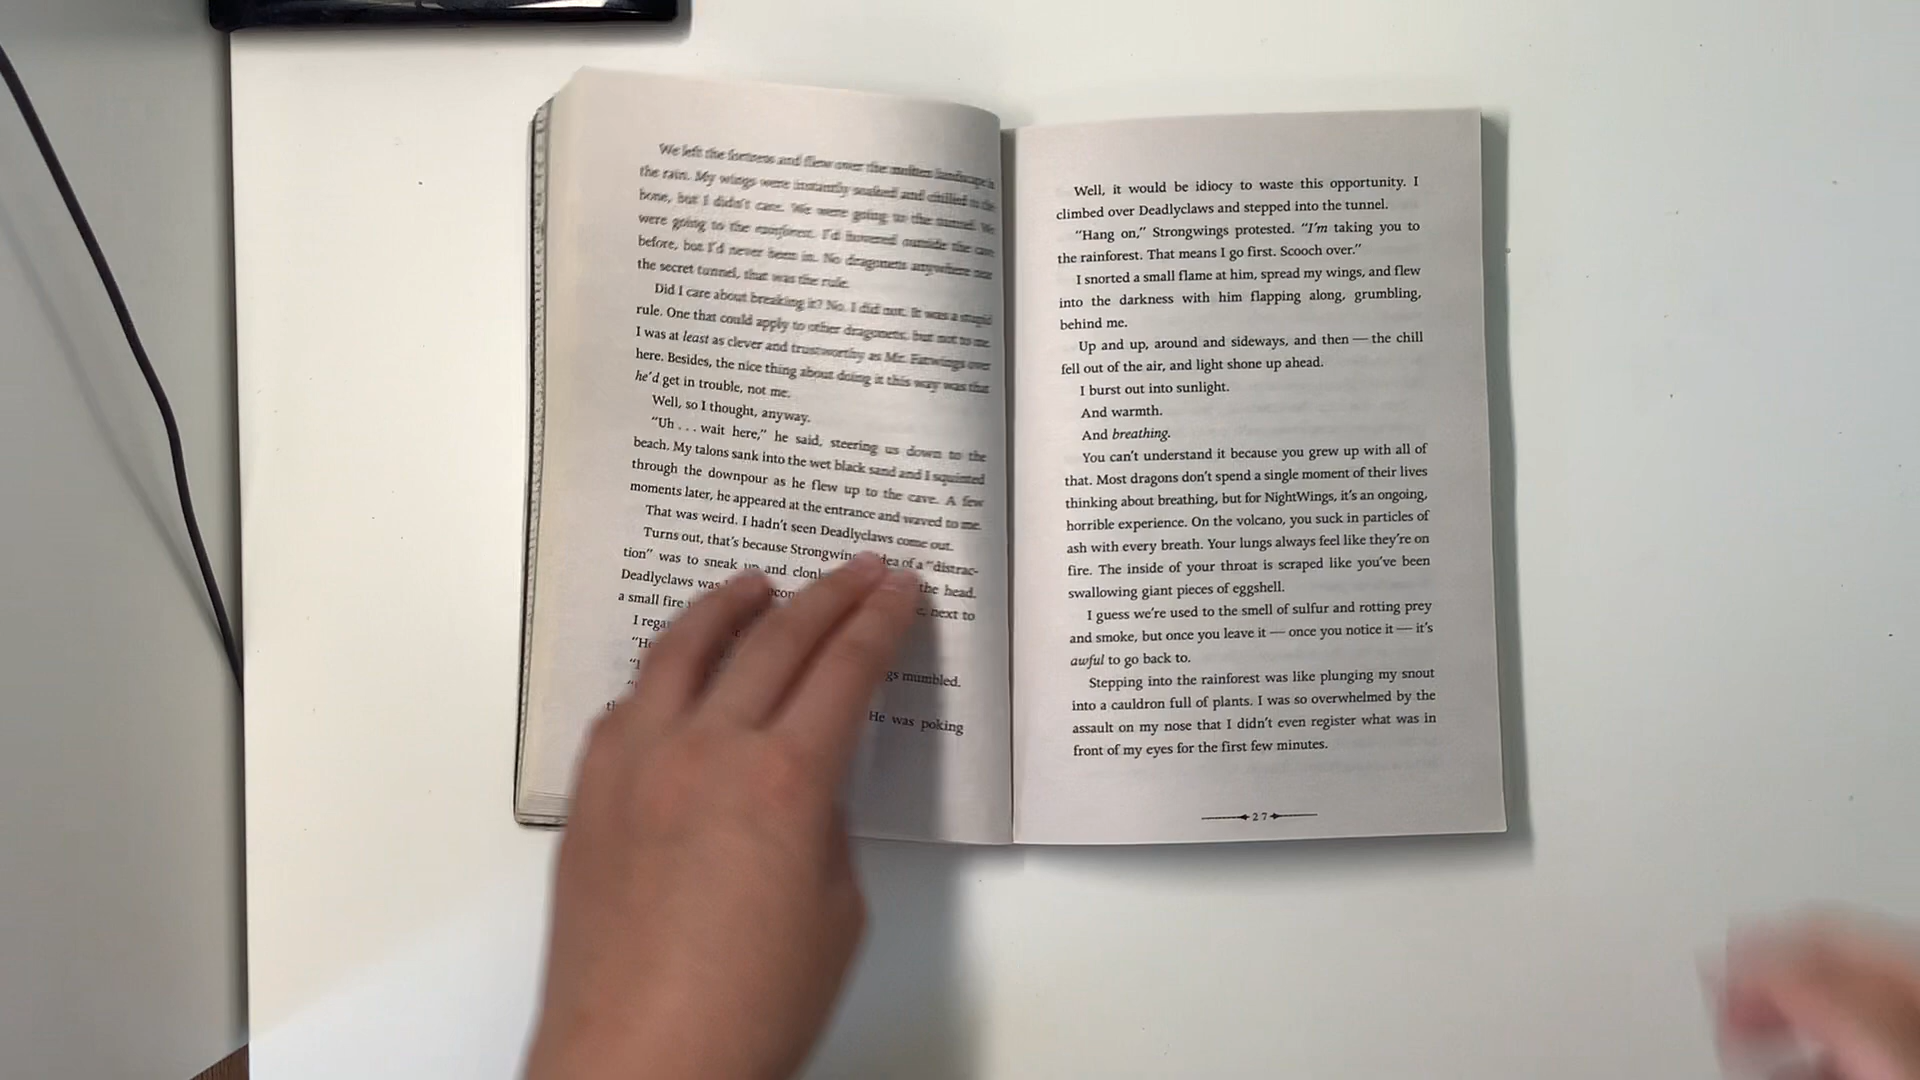 We left the fortress and flew over the molten landscape in
the rain. My wings were instantly soaked and chilled to the
bone, but I didn't care. We were going to the tunnel. We
were going to the rainforest. I'd hovered outside the cave
before, but I'd never been in. No dragonets anywhere near
the secret tunnel, that was the rule.
Did I care about breaking it? No. I did not. It was a stupid
rule. One that could apply to other dragonets, but not to me.
I was at least as clever and trustworthy as Mr. Fatwings over
here. Besides, the nice thing about doing it this way was that
he'd get in trouble, not me.
Well, so I thought, anyway.
"Uh . . . wait here," he said, steering us down to the
beach. My talons sank into the wet black sand and I squinted
through the downpour as he flew up to the cave. A few
moments later, he appeared at the entrance and waved to me.
That was weird. I hadn't seen Deadlyclaws come out.
Turns out, that's because idea of a "distrac-
tion" was to sneak and the head.
Deadlyclaws was next to
a small fire
I
mumbled.
He was poking
Well, it would be idiocy to waste this opportunity. I
climbed over Deadlyclaws and stepped into the tunnel.
"Hang on," Strongwings protested. "I'm taking you to
the rainforest. That means I go first. Scooch over."
I snorted a small flame at him, spread my wings, and flew
into the darkness with him flapping along, grumbling,
behind me.
Up and up, around and sideways, and then — the chill
fell out of the air, and light shone up ahead.
I burst out into sunlight.
And warmth.
And breathing.
You can't understand it because you grew up with all of
that. Most dragons don't spend a single moment of their lives
thinking about breathing, but for NightWings, it's an ongoing,
horrible experience. On the volcano, you suck in particles of
ash with every breath. Your lungs always feel like they're on
fire. The inside of your throat is scraped like you've been
swallowing giant pieces of eggshell.
I guess we're used to the smell of sulfur and rotting prey
and smoke, but once you leave it — once you notice it — it's
awful to go back to.
Stepping into the rainforest was like plunging my snout
into a cauldron full of plants. I was so overwhelmed by the
assault on my nose that I didn't even register what was in
front of my eyes for the first few minutes.
27